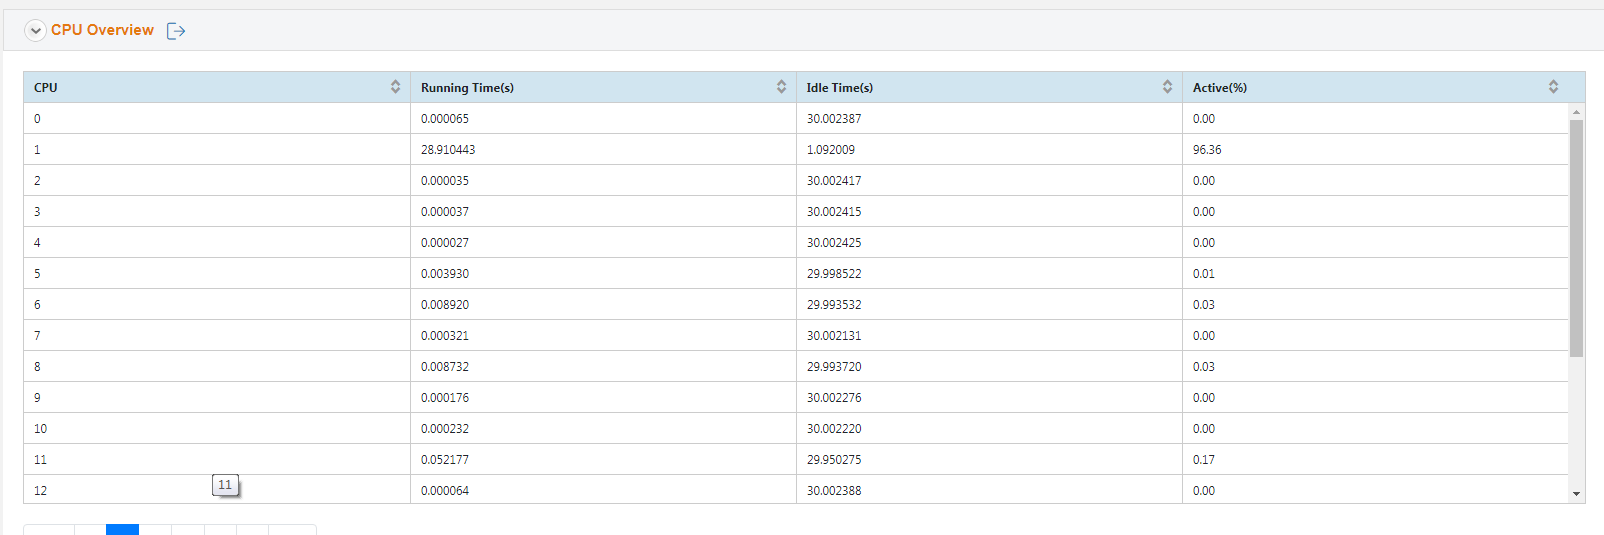 CPU Overview
CPU Running Time(s) Idle Time(s) Active(%)
0 0.000065 30.002387 0.00
1 28.910443 1.092009 96.36
2 0.000035 30.002417 0.00
3 0.000037 30.002415 0.00
4 0.000027 30.002425 0.00
5 0.003930 29.998522 0.01
6 0.008920 29.993532 0.03
7 0.000321 30.002131 0.00
8 0.008732 29.993720 0.03
9 0.000176 30.002276 0.00
10 0.000232 30.002220 0.00
11 0.052177 29.950275 0.17
11
12 0.000064 30.002388 0.00